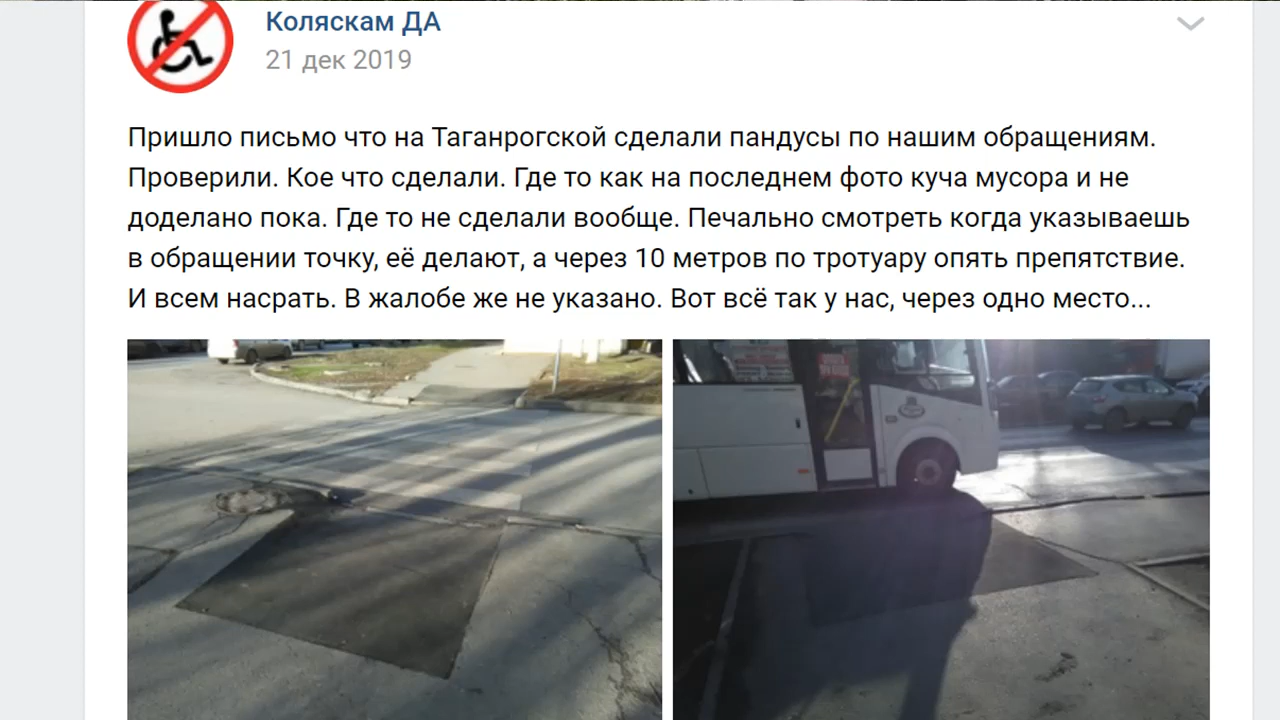 Коляскам ДА
21 дек 2019
Пришло письмо что на Таганрогской сделали пандусы по нашим обращениям.
Проверили. Кое что сделали. Где то как на последнем фото куча мусора и не
доделано пока. Где то не сделали вообще. Печально смотреть когда указываешь
в обращении точку, её делают, а через 10 метров по тротуару опять препятствие.
И всем насрать. В жалобе же не указано. Вот всё так у нас, через одно место...